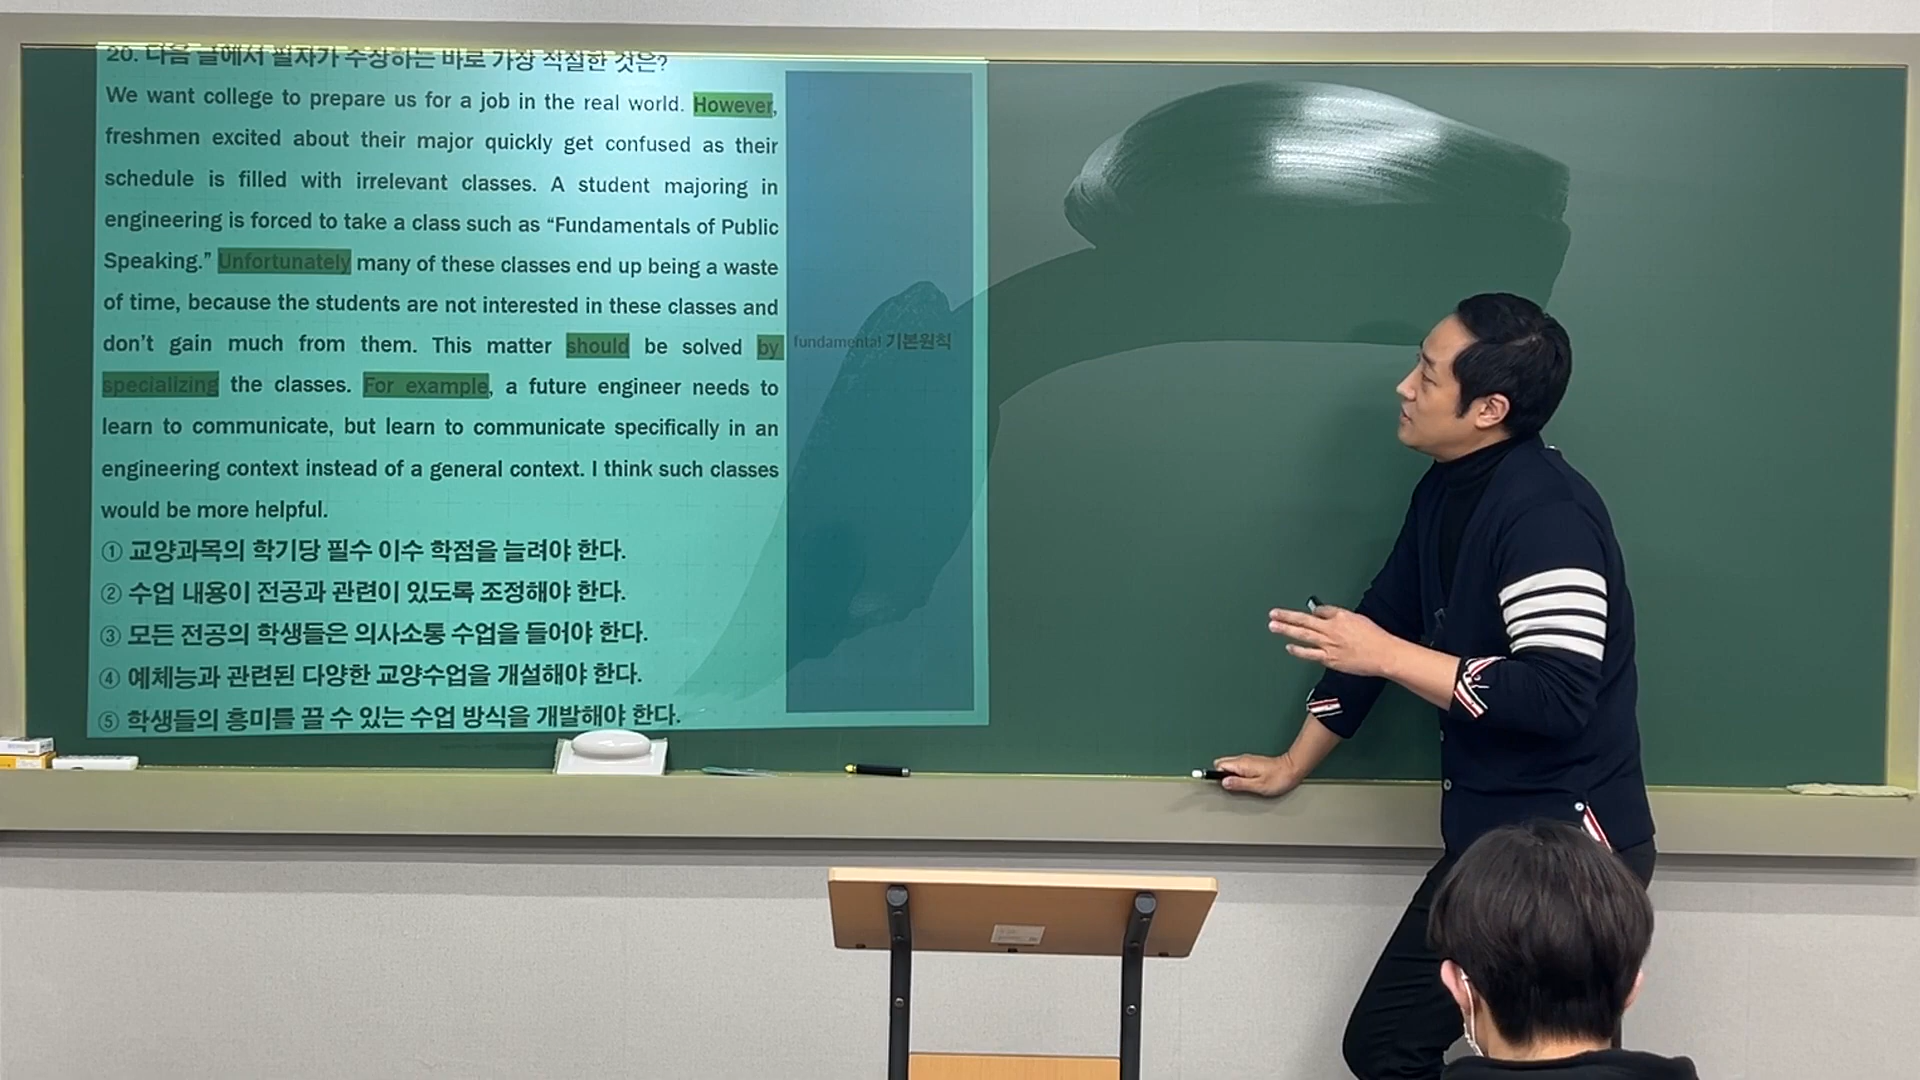 20. 다음 글에서 필자가 주장하는 바로 가장 적절한 것은?
We want college to prepare us for a job in the real world. However,
freshmen excited about their major quickly get confused as their
schedule is filled with irrelevant classes. A student majoring in
engineering is forced to take a class such as “Fundamentals of Public
Speaking.” Unfortunately many of these classes end up being a waste
of time, because the students are not interested in these classes and
don’t gain much from them. This matter should be solved by
fundamental 기본원칙
specializing the classes. For example, a future engineer needs to
learn to communicate, but learn to communicate specifically in an
engineering context instead of a general context. I think such classes
would be more helpful.
① 교양과목의 학기당 필수 이수 학점을 늘려야 한다.
② 수업 내용이 전공과 관련이 있도록 조정해야 한다.
③ 모든 전공의 학생들은 의사소통 수업을 들어야 한다.
④ 예체능과 관련된 다양한 교양수업을 개설해야 한다.
⑤ 학생들의 흥미를 끌 수 있는 수업 방식을 개발해야 한다.